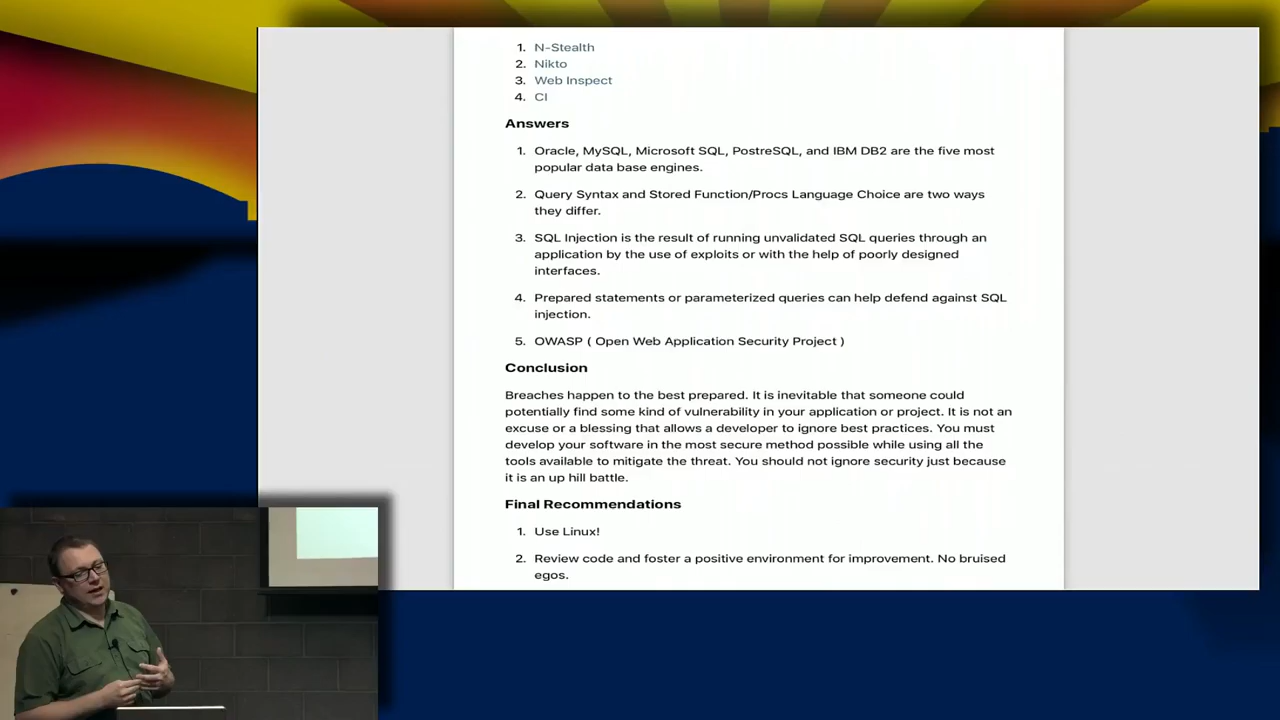 1. N-Stealth
2. Nikto
3. Web Inspect
4. CI
Answers
1. Oracle, MySQL, Microsoft SQL, PostreSQL, and IBM DB2 are the five most
popular data base engines.
2. Query Syntax and Stored Function/Procs Language Choice are two ways
they differ.
3. SQL Injection is the result of running unvalidated SQL queries through an
application by the use of exploits or with the help of poorly designed
interfaces.
4. Prepared statements or parameterized queries can help defend against SQL
injection.
5. OWASP ( Open Web Application Security Project )
Conclusion
Breaches happen to the best prepared. It is inevitable that someone could
potentially find some kind of vulnerability in your application or project. It is not an
excuse or a blessing that allows a developer to ignore best practices. You must
develop your software in the most secure method possible while using all the
tools available to mitigate the threat. You should not ignore security just because
it is an up hill battle.
Final Recommendations
1. Use Linux!
2. Review code and foster a positive environment for improvement. No bruised
egos.